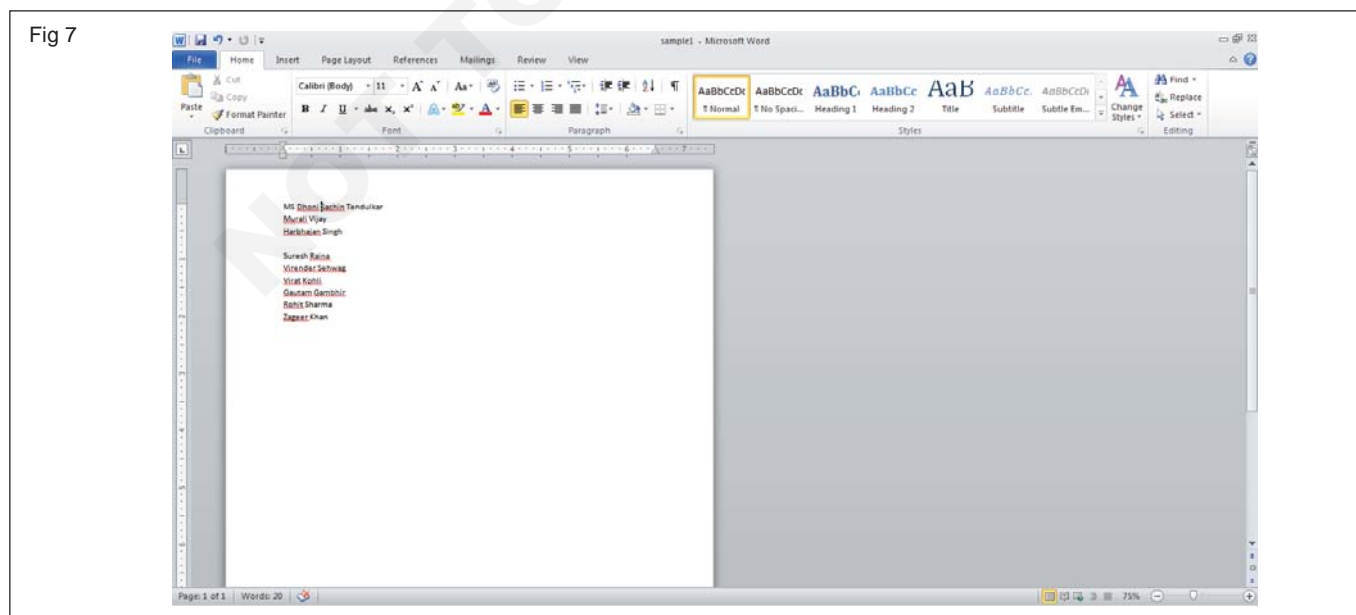 Fig 7
sample1 - Microsoft Word
File Home Insert Page Layout References Mailings Review View
Paste
Cut
Copy
Format Painter
Clipboard
Calibri (Body) 11
Font
Paragraph
AaBbCcDc AaBbCcDc AaBbC AaBbCc AaB AaBbCc. AaBbCcDi
¶ Normal ¶ No Spaci... Heading 1 Heading 2 Title Subtitle Subtle Em...
Change Styles
Styles
Find
Replace
Select
Editing
MS Dhoni Sachin Tendulkar
Murali Vijay
Harbhajan Singh
Suresh Raina
Virender Sehwag
Virat Kohli
Gautam Gambhir
Rohit Sharma
Zageer Khan
Page: 1 of 1 Words: 20
75%